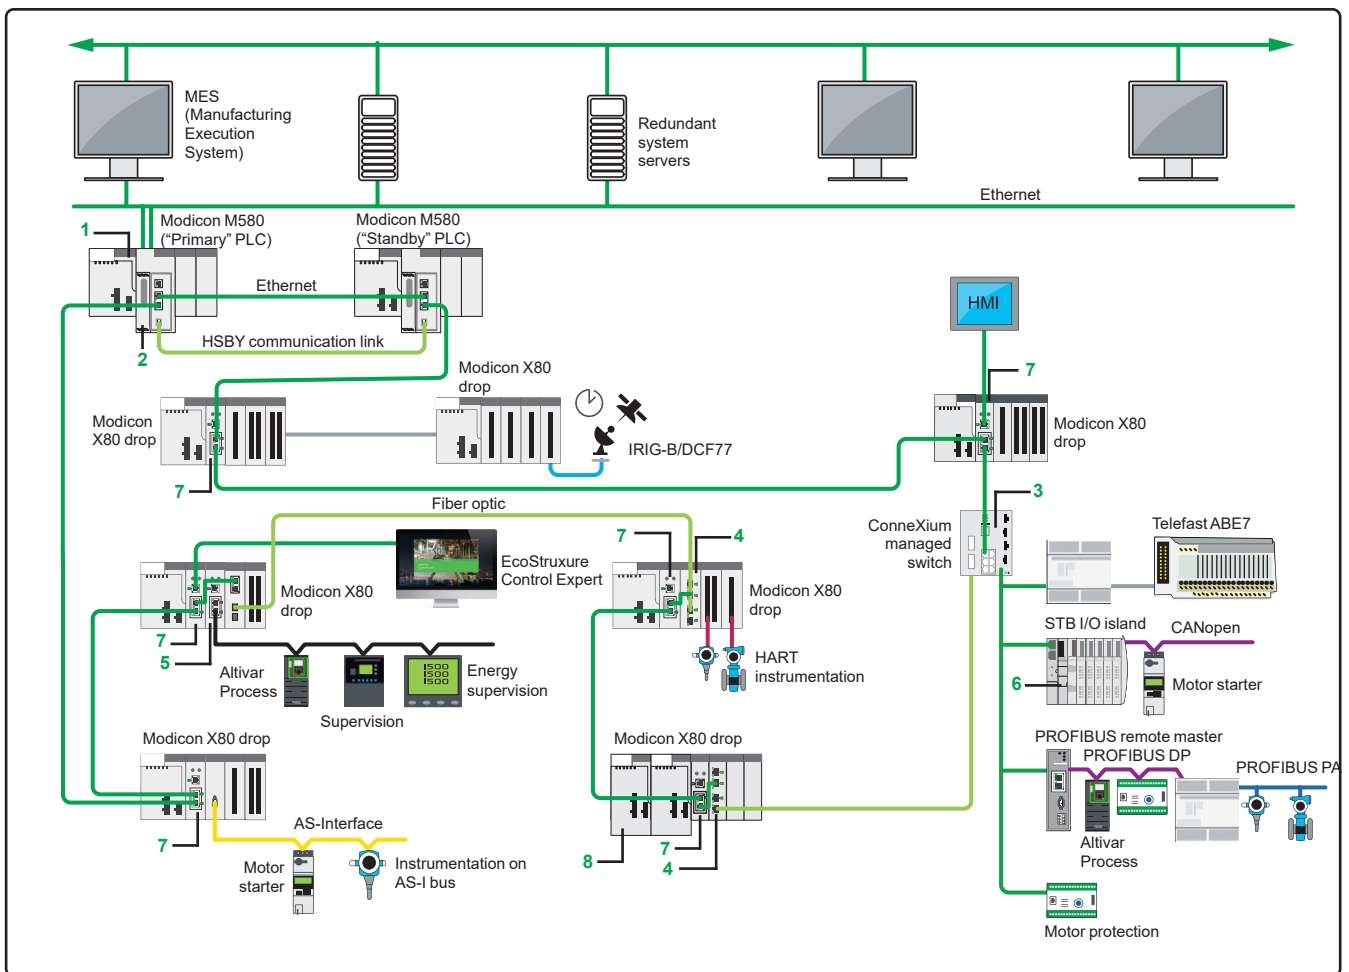 MES
(Manufacturing
Execution
System)
Redundant
system
servers
Ethernet
Modicon M580
(“Primary” PLC)
Modicon M580
(“Standby” PLC)
1
Ethernet
HSBY communication link
2
HMI
Modicon X80
drop
7
Modicon
X80 drop
IRIG-B/DCF77
Modicon X80
drop
7
3
Fiber optic
ConneXium
managed
switch
Telefast ABE7
EcoStruxure
Control Expert
7
4
Modicon X80
drop
Modicon X80
drop
7
5
STB I/O island
CANopen
Altivar
Process
1500
1500
1500
Energy
supervision
HART
instrumentation
6
Motor starter
Supervision
Modicon X80 drop
Modicon X80 drop
PROFIBUS remote master
PROFIBUS DP
PROFIBUS PA
7
AS-Interface
Altivar
Process
7
8
4
Motor
starter
Instrumentation on
AS-I bus
Motor protection